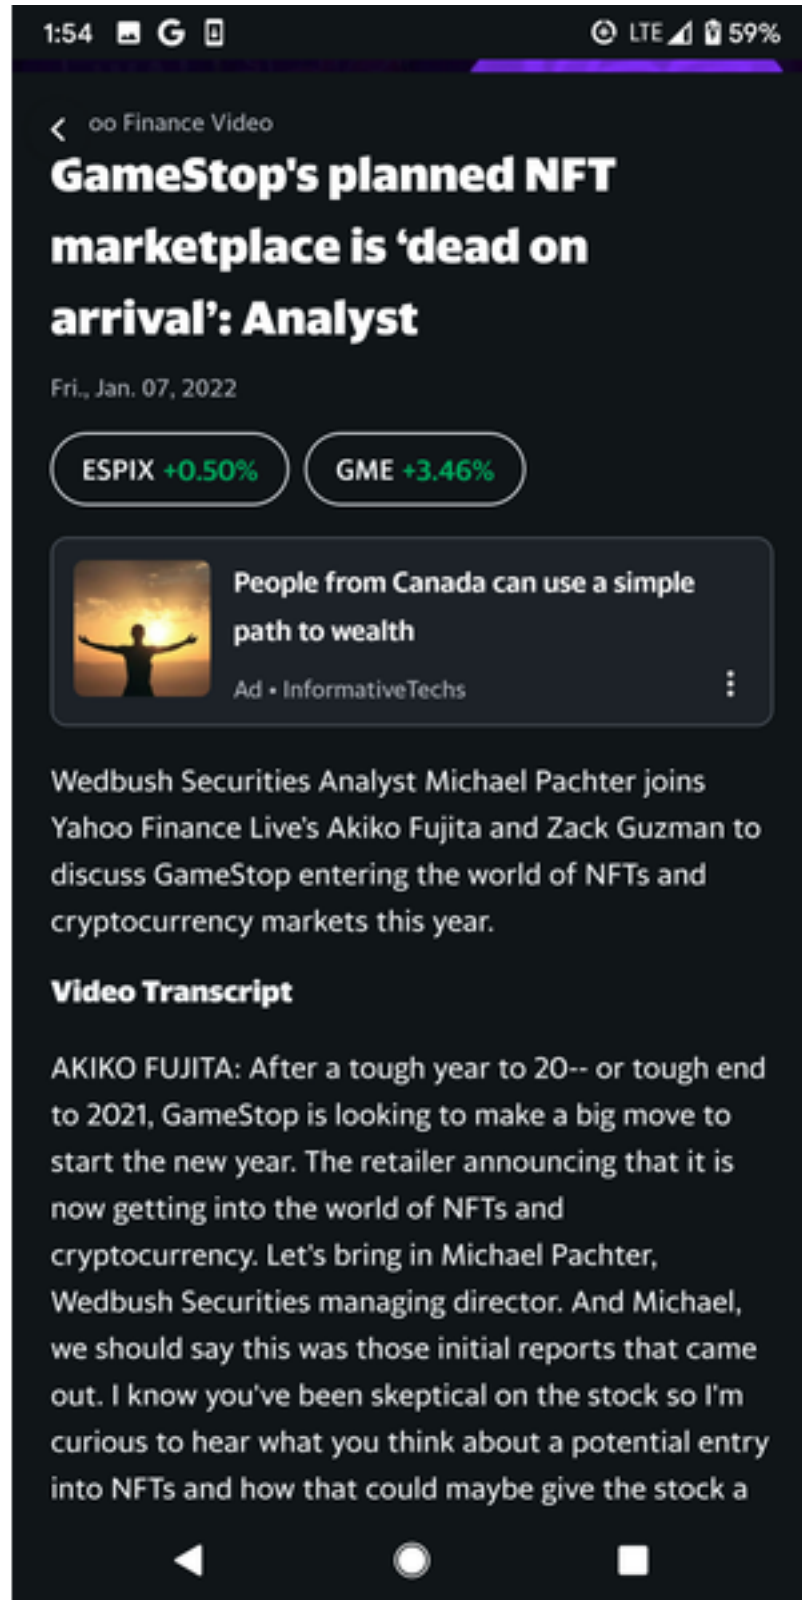 1:54 G LTE 59%
oo Finance Video
GameStop's planned NFT
marketplace is ‘dead on
arrival’: Analyst
Fri., Jan. 07, 2022
ESPIX +0.50% GME +3.46%
People from Canada can use a simple
path to wealth
Ad • InformativeTechs
Wedbush Securities Analyst Michael Pachter joins
Yahoo Finance Live's Akiko Fujita and Zack Guzman to
discuss GameStop entering the world of NFTs and
cryptocurrency markets this year.
Video Transcript
AKIKO FUJITA: After a tough year to 20-- or tough end
to 2021, GameStop is looking to make a big move to
start the new year. The retailer announcing that it is
now getting into the world of NFTs and
cryptocurrency. Let's bring in Michael Pachter,
Wedbush Securities managing director. And Michael,
we should say this was those initial reports that came
out. I know you've been skeptical on the stock so I'm
curious to hear what you think about a potential entry
into NFTs and how that could maybe give the stock a